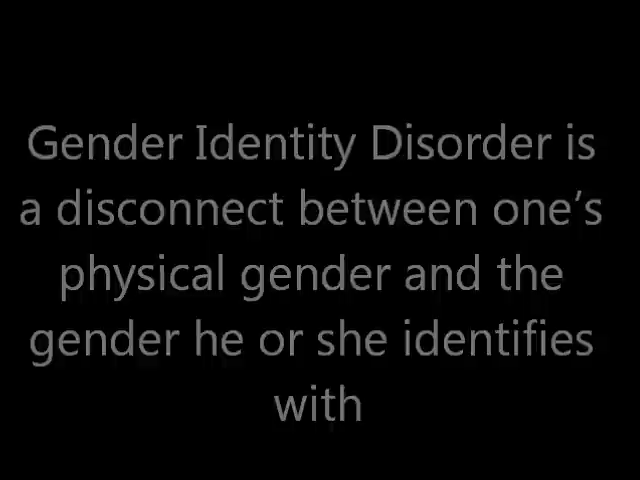 Gender Identity Disorder is
a disconnect between one’s
physical gender and the
gender he or she identifies
with